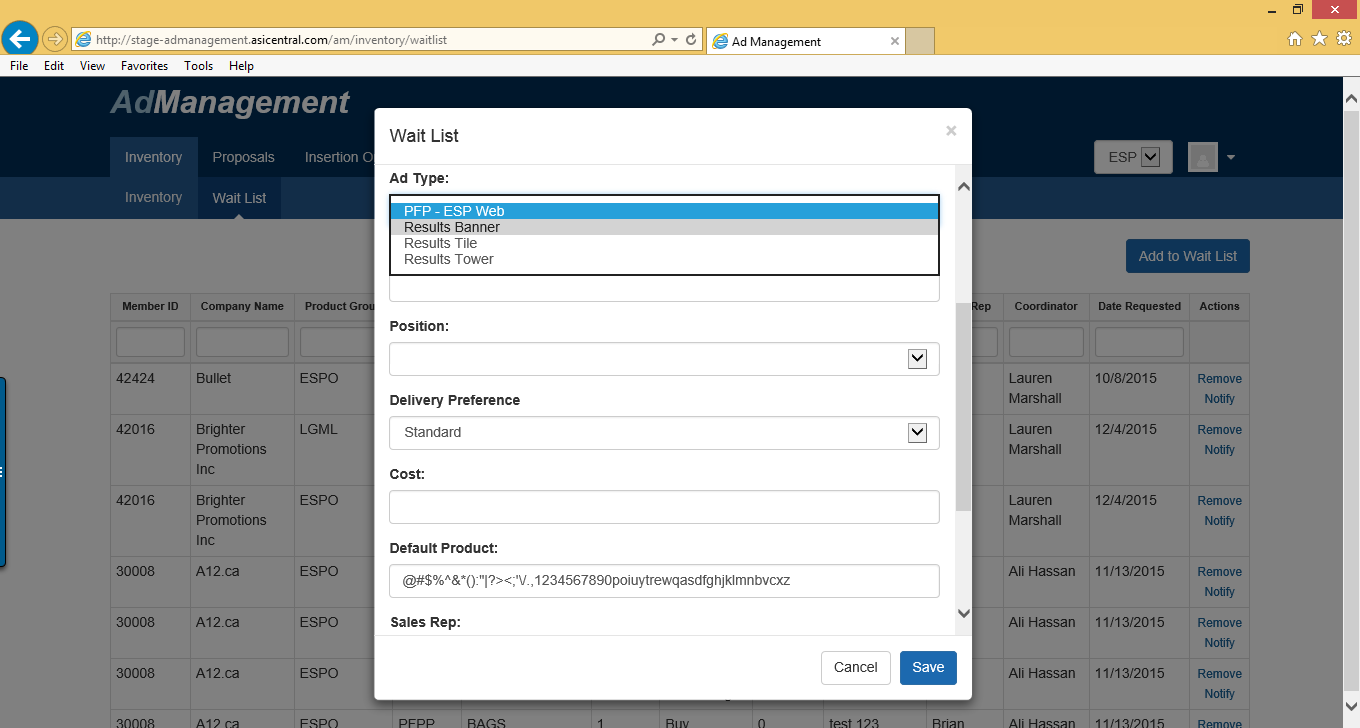 http://stage-admanagement.asicentral.com/am/inventory/waitlist
Ad Management
File Edit View Favorites Tools Help
AdManagement
Inventory Proposals Insertion O
ESP
Inventory Wait List
Add to Wait List
Wait List
Ad Type:
PFP - ESP Web
Results Banner
Results Tile
Results Tower
Position:
Delivery Preference
Standard
Cost:
Default Product:
@#$%^&*():"|?><;'\/.,1234567890poiuytrewqasdfghjklmnbvcxz
Sales Rep:
Cancel Save
Member ID Company Name Product Grou Rep Coordinator Date Requested Actions
42424 Bullet ESPO Lauren Marshall 10/8/2015 Remove Notify
42016 Brighter Promotions Inc LGML Lauren Marshall 12/4/2015 Remove Notify
42016 Brighter Promotions Inc ESPO Lauren Marshall 12/4/2015 Remove Notify
30008 A12.ca ESPO Ali Hassan 11/13/2015 Remove Notify
30008 A12.ca ESPO Ali Hassan 11/13/2015 Remove Notify
30008 A12.ca ESPO Ali Hassan 11/13/2015 Remove Notify
30008 A12.ca ESPO PFPP BAGS 1 Buy 0 test 123 Brian 11/13/2015 Remove